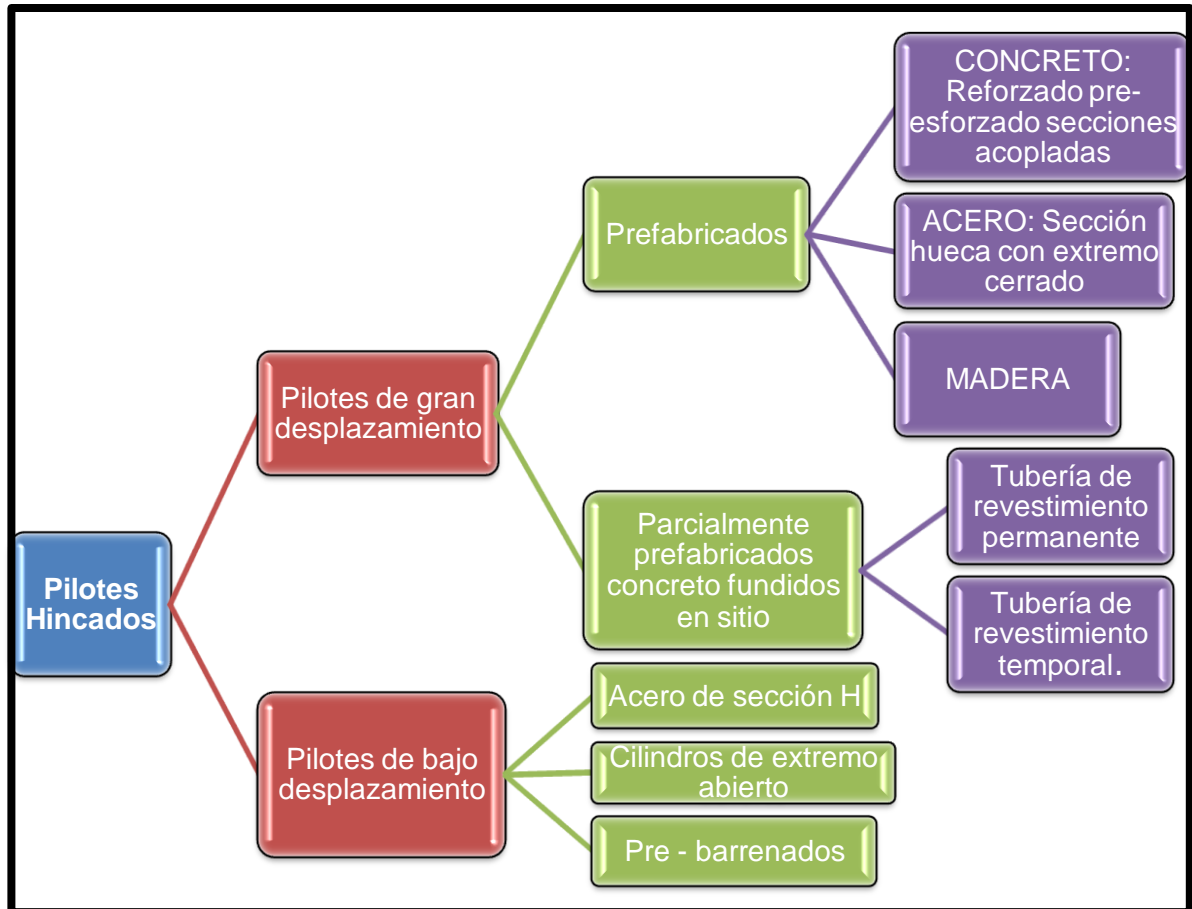 Pilotes
Hincados
Pilotes de gran
desplazamiento
Prefabricados
CONCRETO:
Reforzado pre-
esforzado secciones
acopladas
ACERO: Sección
hueca con extremo
cerrado
MADERA
Parcialmente
prefabricados
concreto fundidos
en sitio
Tubería de
revestimiento
permanente
Tubería de
revestimiento
temporal.
Pilotes de bajo
desplazamiento
Acero de sección H
Cilindros de extremo
abierto
Pre - barrenados